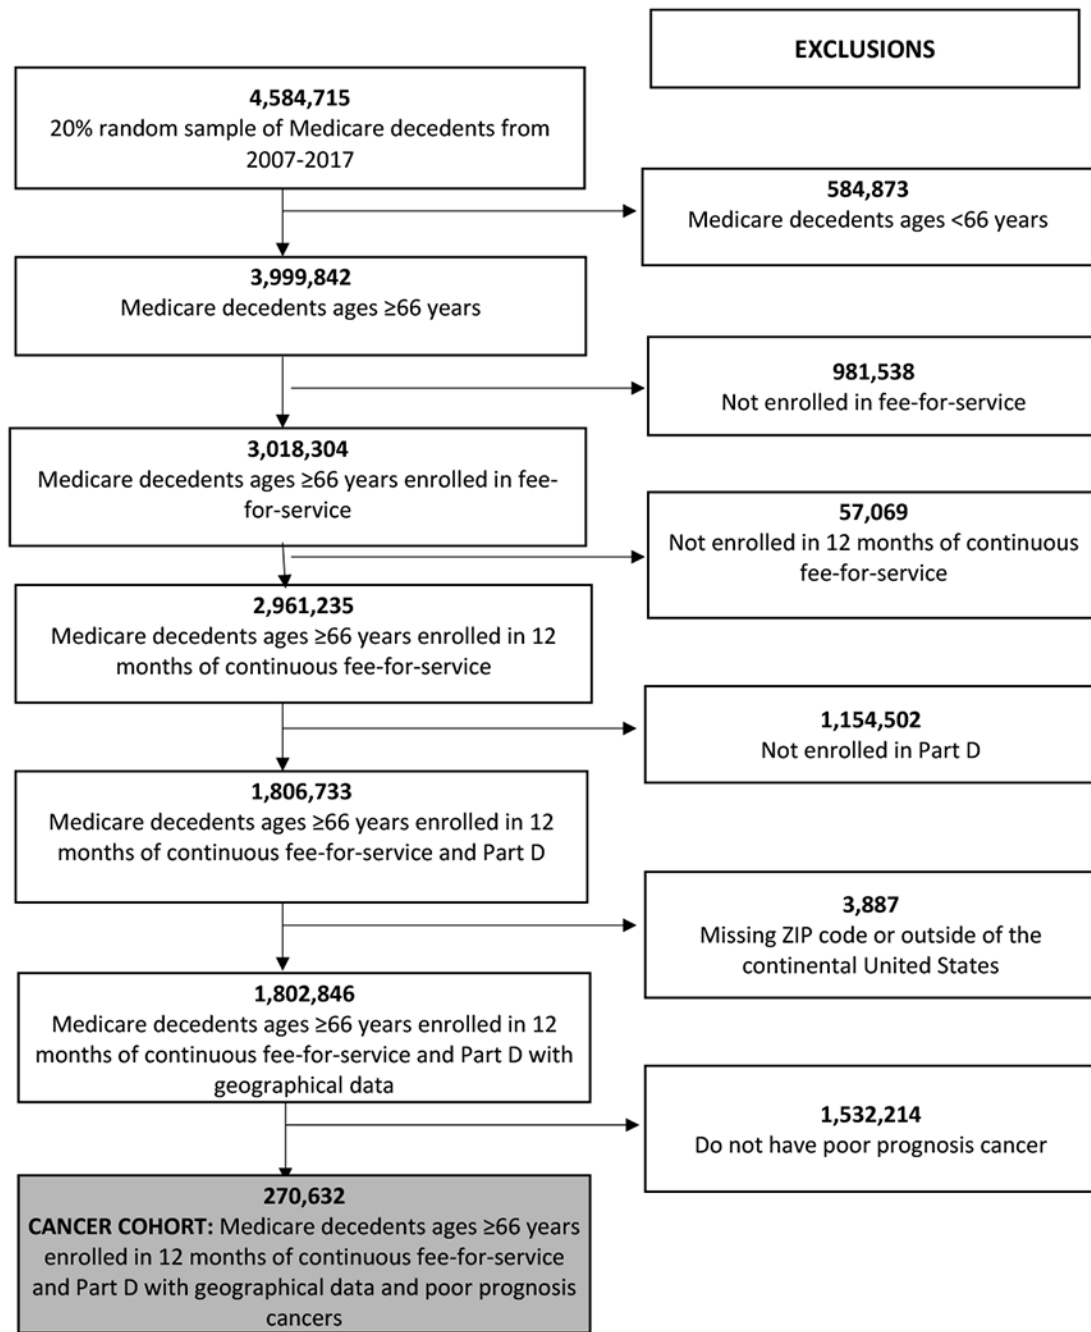 EXCLUSIONS
4,584,715
20% random sample of Medicare decedents from
2007-2017
584,873
Medicare decedents ages <66 years
3,999,842
Medicare decedents ages ≥66 years
981,538
Not enrolled in fee-for-service
3,018,304
Medicare decedents ages ≥66 years enrolled in fee-
for-service
57,069
Not enrolled in 12 months of continuous
fee-for-service
2,961,235
Medicare decedents ages ≥66 years enrolled in 12
months of continuous fee-for-service
1,154,502
Not enrolled in Part D
1,806,733
Medicare decedents ages ≥66 years enrolled in 12
months of continuous fee-for-service and Part D
3,887
Missing ZIP code or outside of the
continental United States
1,802,846
Medicare decedents ages ≥66 years enrolled in 12
months of continuous fee-for-service and Part D with
geographical data
1,532,214
Do not have poor prognosis cancer
270,632
CANCER COHORT: Medicare decedents ages ≥66 years
enrolled in 12 months of continuous fee-for-service
and Part D with geographical data and poor prognosis
cancers